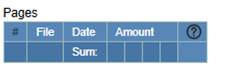 Pages
# File Date Amount ?
Sum: